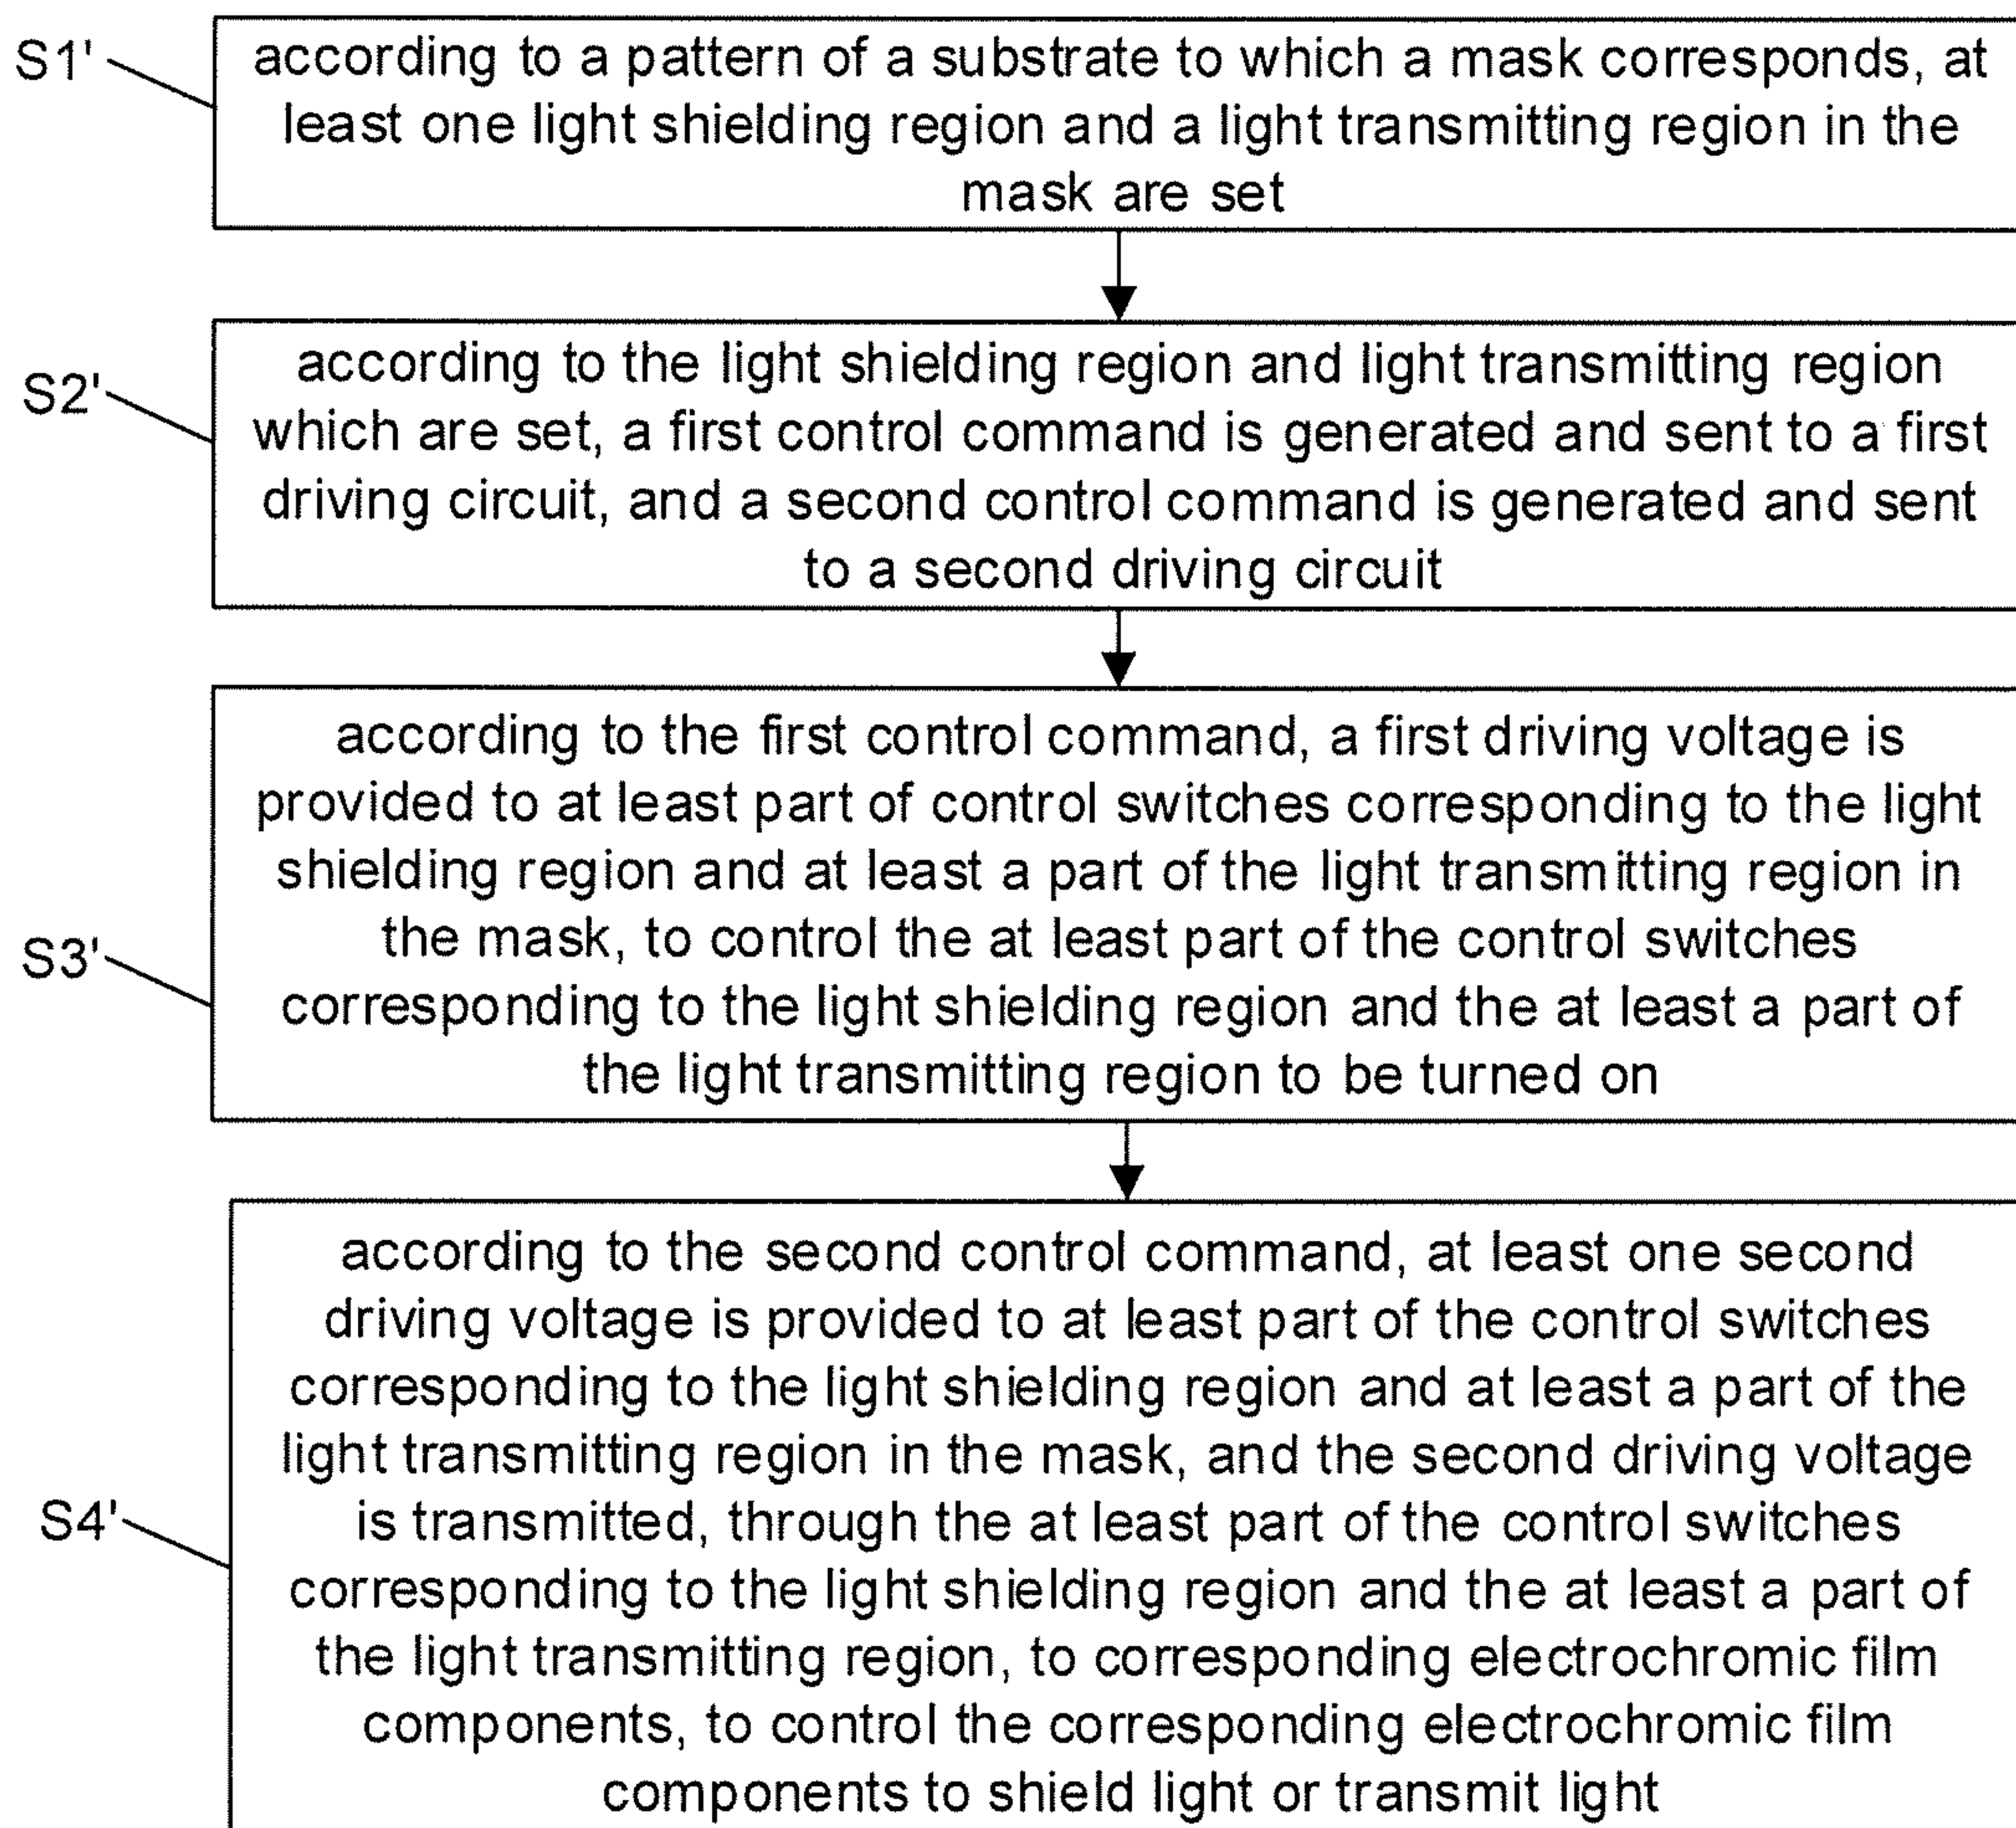 S1'
according to a pattern of a substrate to which a mask corresponds, at
least one light shielding region and a light transmitting region in the
mask are set
S2'
according to the light shielding region and light transmitting region
which are set, a first control command is generated and sent to a first
driving circuit, and a second control command is generated and sent
to a second driving circuit
S3'
according to the first control command, a first driving voltage is
provided to at least part of control switches corresponding to the light
shielding region and at least a part of the light transmitting region in
the mask, to control the at least part of the control switches
corresponding to the light shielding region and the at least a part of
the light transmitting region to be turned on
S4'
according to the second control command, at least one second
driving voltage is provided to at least part of the control switches
corresponding to the light shielding region and at least a part of the
light transmitting region in the mask, and the second driving voltage
is transmitted, through the at least part of the control switches
corresponding to the light shielding region and the at least a part of
the light transmitting region, to corresponding electrochromic film
components, to control the corresponding electrochromic film
components to shield light or transmit light